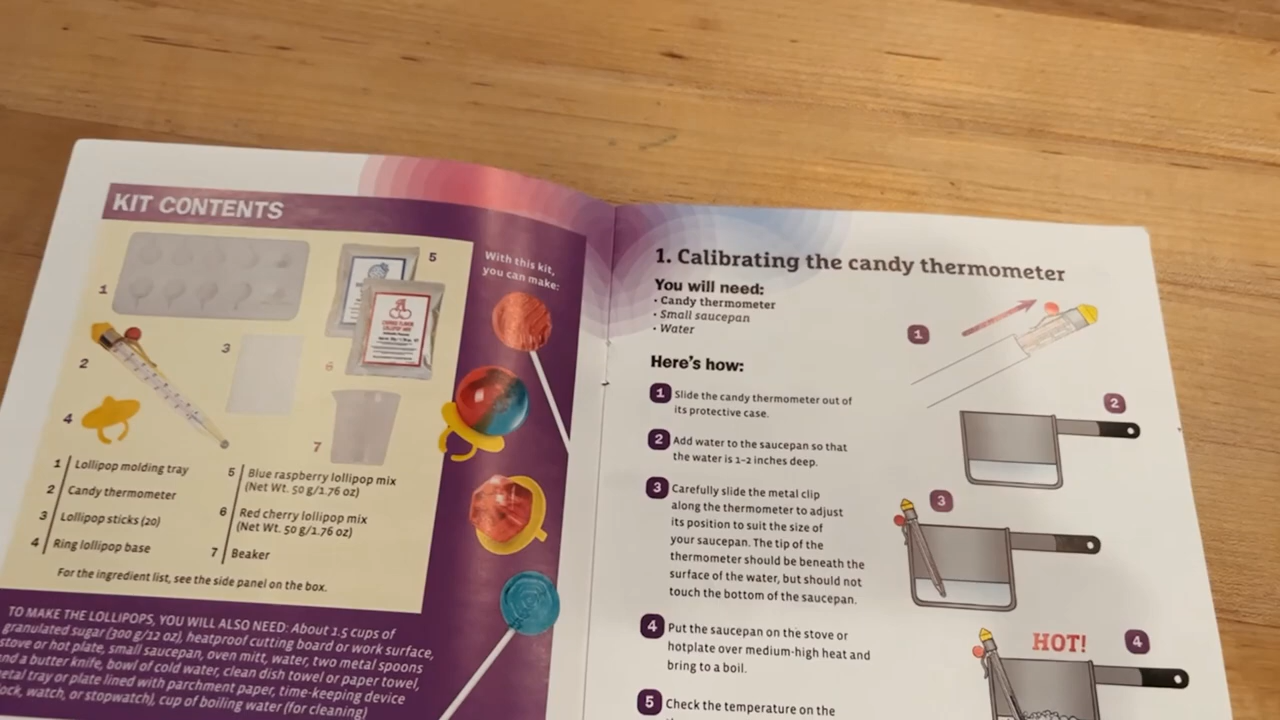 KIT CONTENTS
1
2
3
4
5
6
7
With this kit,
you can make:
1 Lollipop molding tray
2 Candy thermometer
3 Lollipop sticks (20)
4 Ring lollipop base
5 Blue raspberry lollipop mix
(Net Wt. 50 g/1.76 oz)
6 Red cherry lollipop mix
(Net Wt. 50 g/1.76 oz)
7 Beaker
For the ingredient list, see the side panel on the box.
TO MAKE THE LOLLIPOPS, YOU WILL ALSO NEED: About 1.5 cups of
granulated sugar (300 g/12 oz), heatproof cutting board or work surface,
stove or hot plate, small saucepan, oven mitt, water, two metal spoons
and a butter knife, bowl of cold water, clean dish towel or paper towel,
metal tray or plate lined with parchment paper, time-keeping device
watch, or stopwatch), cup of boiling water (for cleaning)
1. Calibrating the candy thermometer
You will need:
• Candy thermometer
• Small saucepan
• Water
Here's how:
1 Slide the candy thermometer out of
its protective case.
2 Add water to the saucepan so that
the water is 1–2 inches deep.
3 Carefully slide the metal clip
along the thermometer to adjust
its position to suit the size of
your saucepan. The tip of the
thermometer should be beneath the
surface of the water, but should not
touch the bottom of the saucepan.
4 Put the saucepan on the stove or
hotplate over medium-high heat and
bring to a boil.
5 Check the temperature on the
1
2
3
HOT! 4